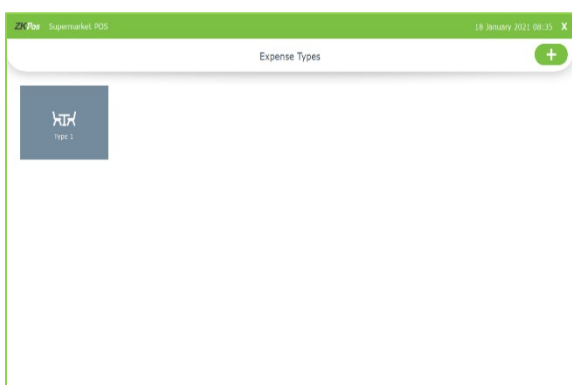 ZKPos Supermarket POS 18 January 2021 08:35 X
Expense Types +
Type 1